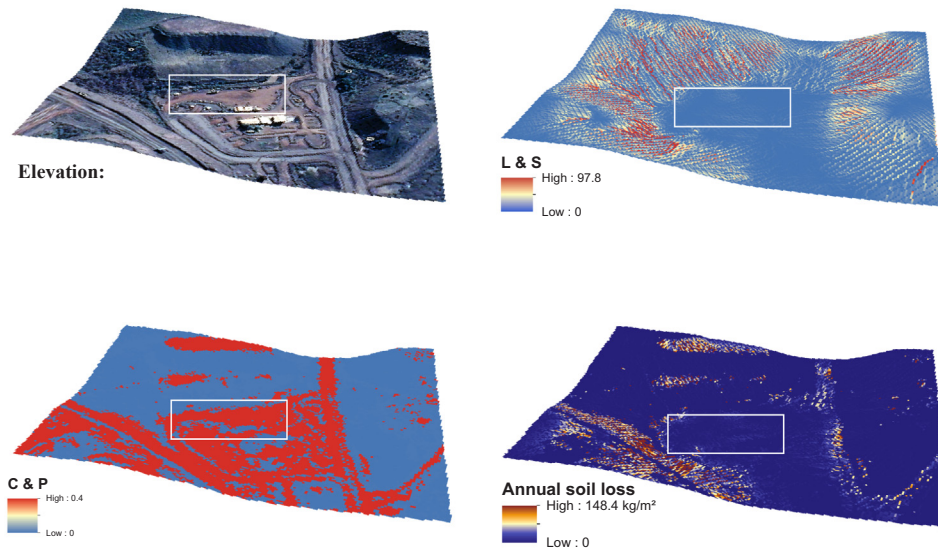 Elevation:
L & S
High : 97.8
Low : 0
C & P
High : 0.4
Low : 0
Annual soil loss
High : 148.4 kg/m²
Low : 0